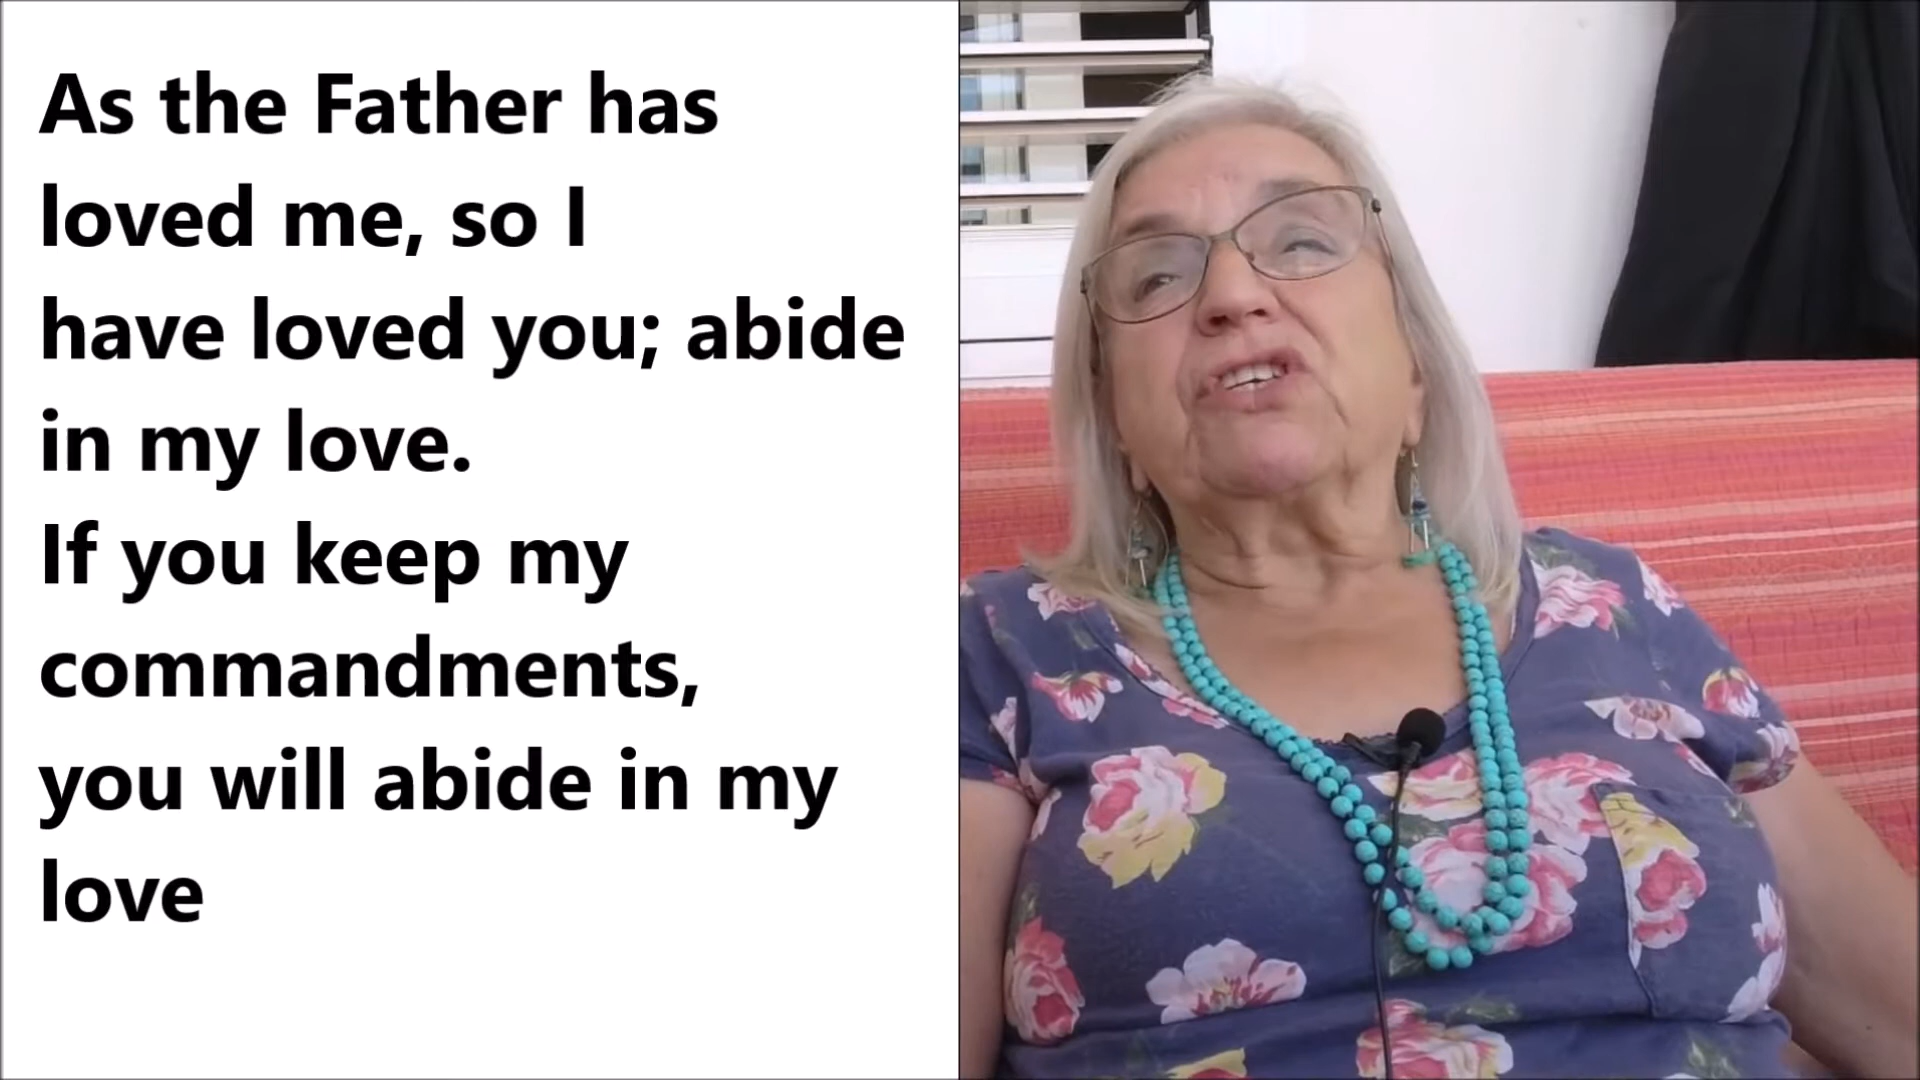 As the Father has
loved me, so I
have loved you; abide
in my love.
If you keep my
commandments,
you will abide in my
love